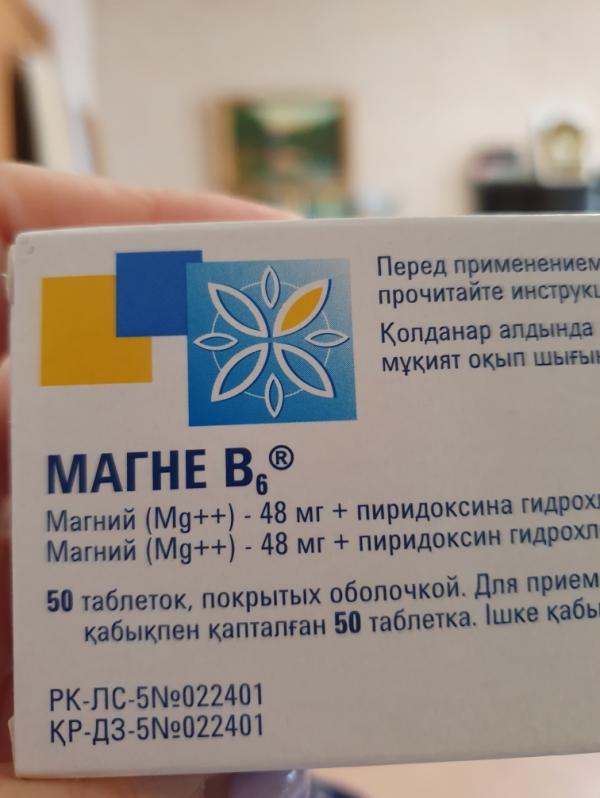 Перед применением
прочитайте инструкц
Қолданар алдында
мұқият оқып шығы
МАГНЕ B6®
Магний (Mg++) - 48 мг + пиридоксина гидрохл
Магний (Mg++) - 48 мг + пиридоксин гидрохло
50 таблеток, покрытых оболочкой. Для прием
қабықпен қапталған 50 таблетка. Ішке қабы
РК-ЛС-5№022401
ҚР-ДЗ-5№022401